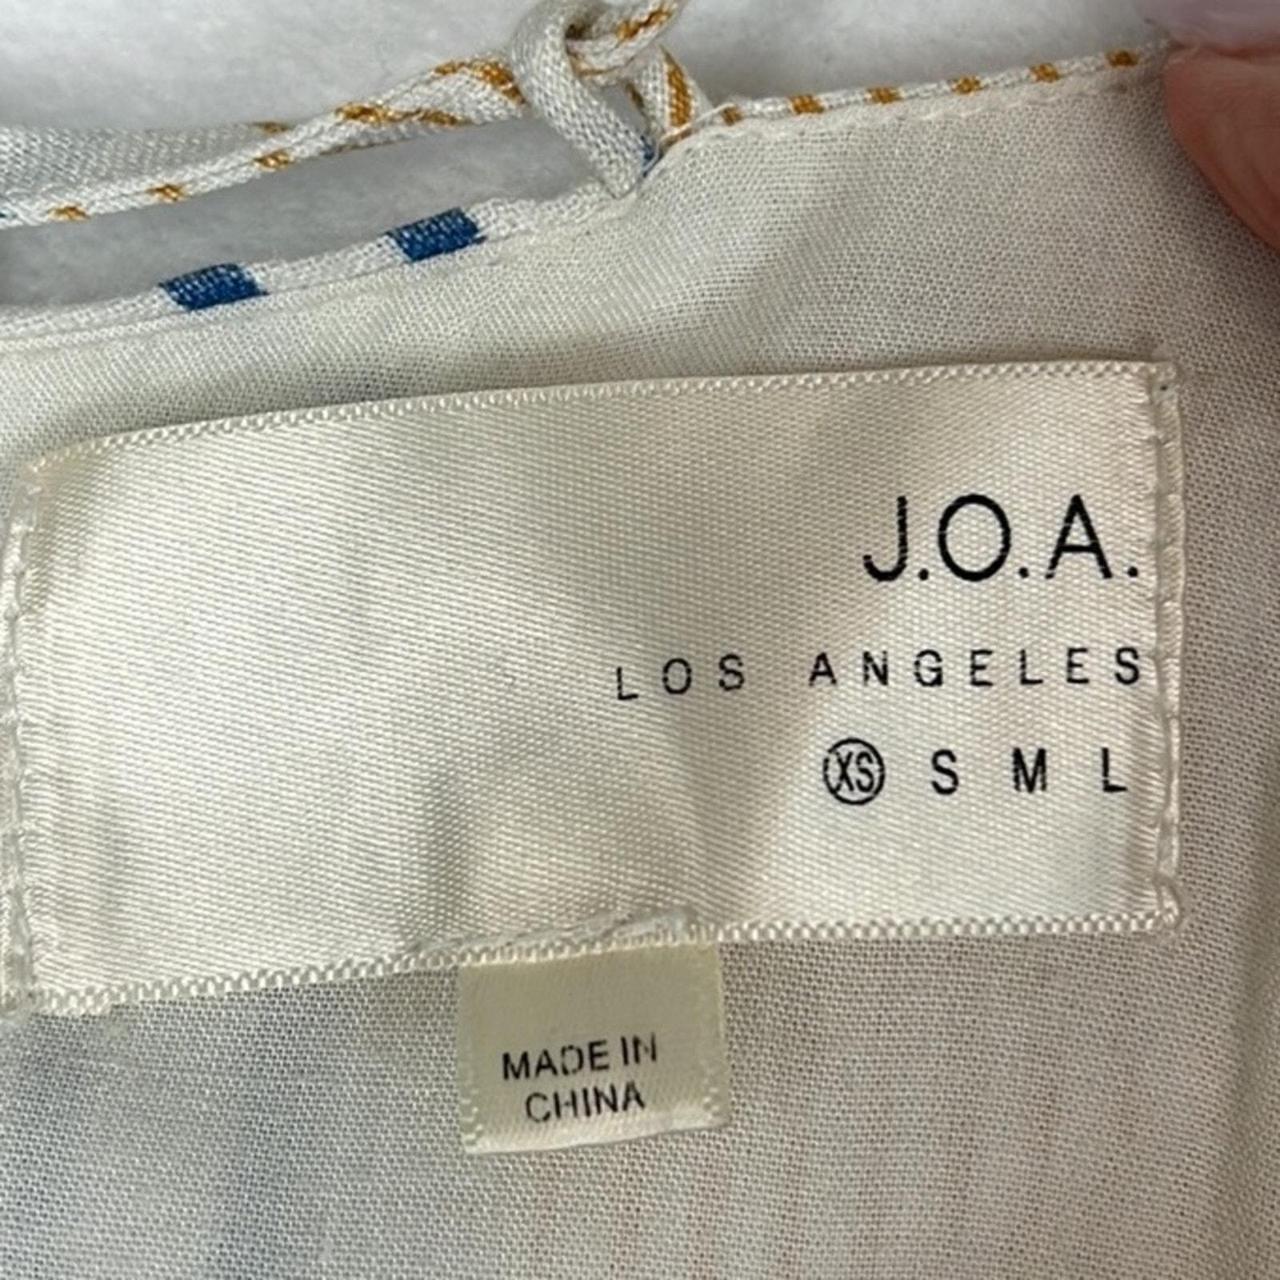 J.O.A.
LOS ANGELES
XS S M L
MADE IN
CHINA